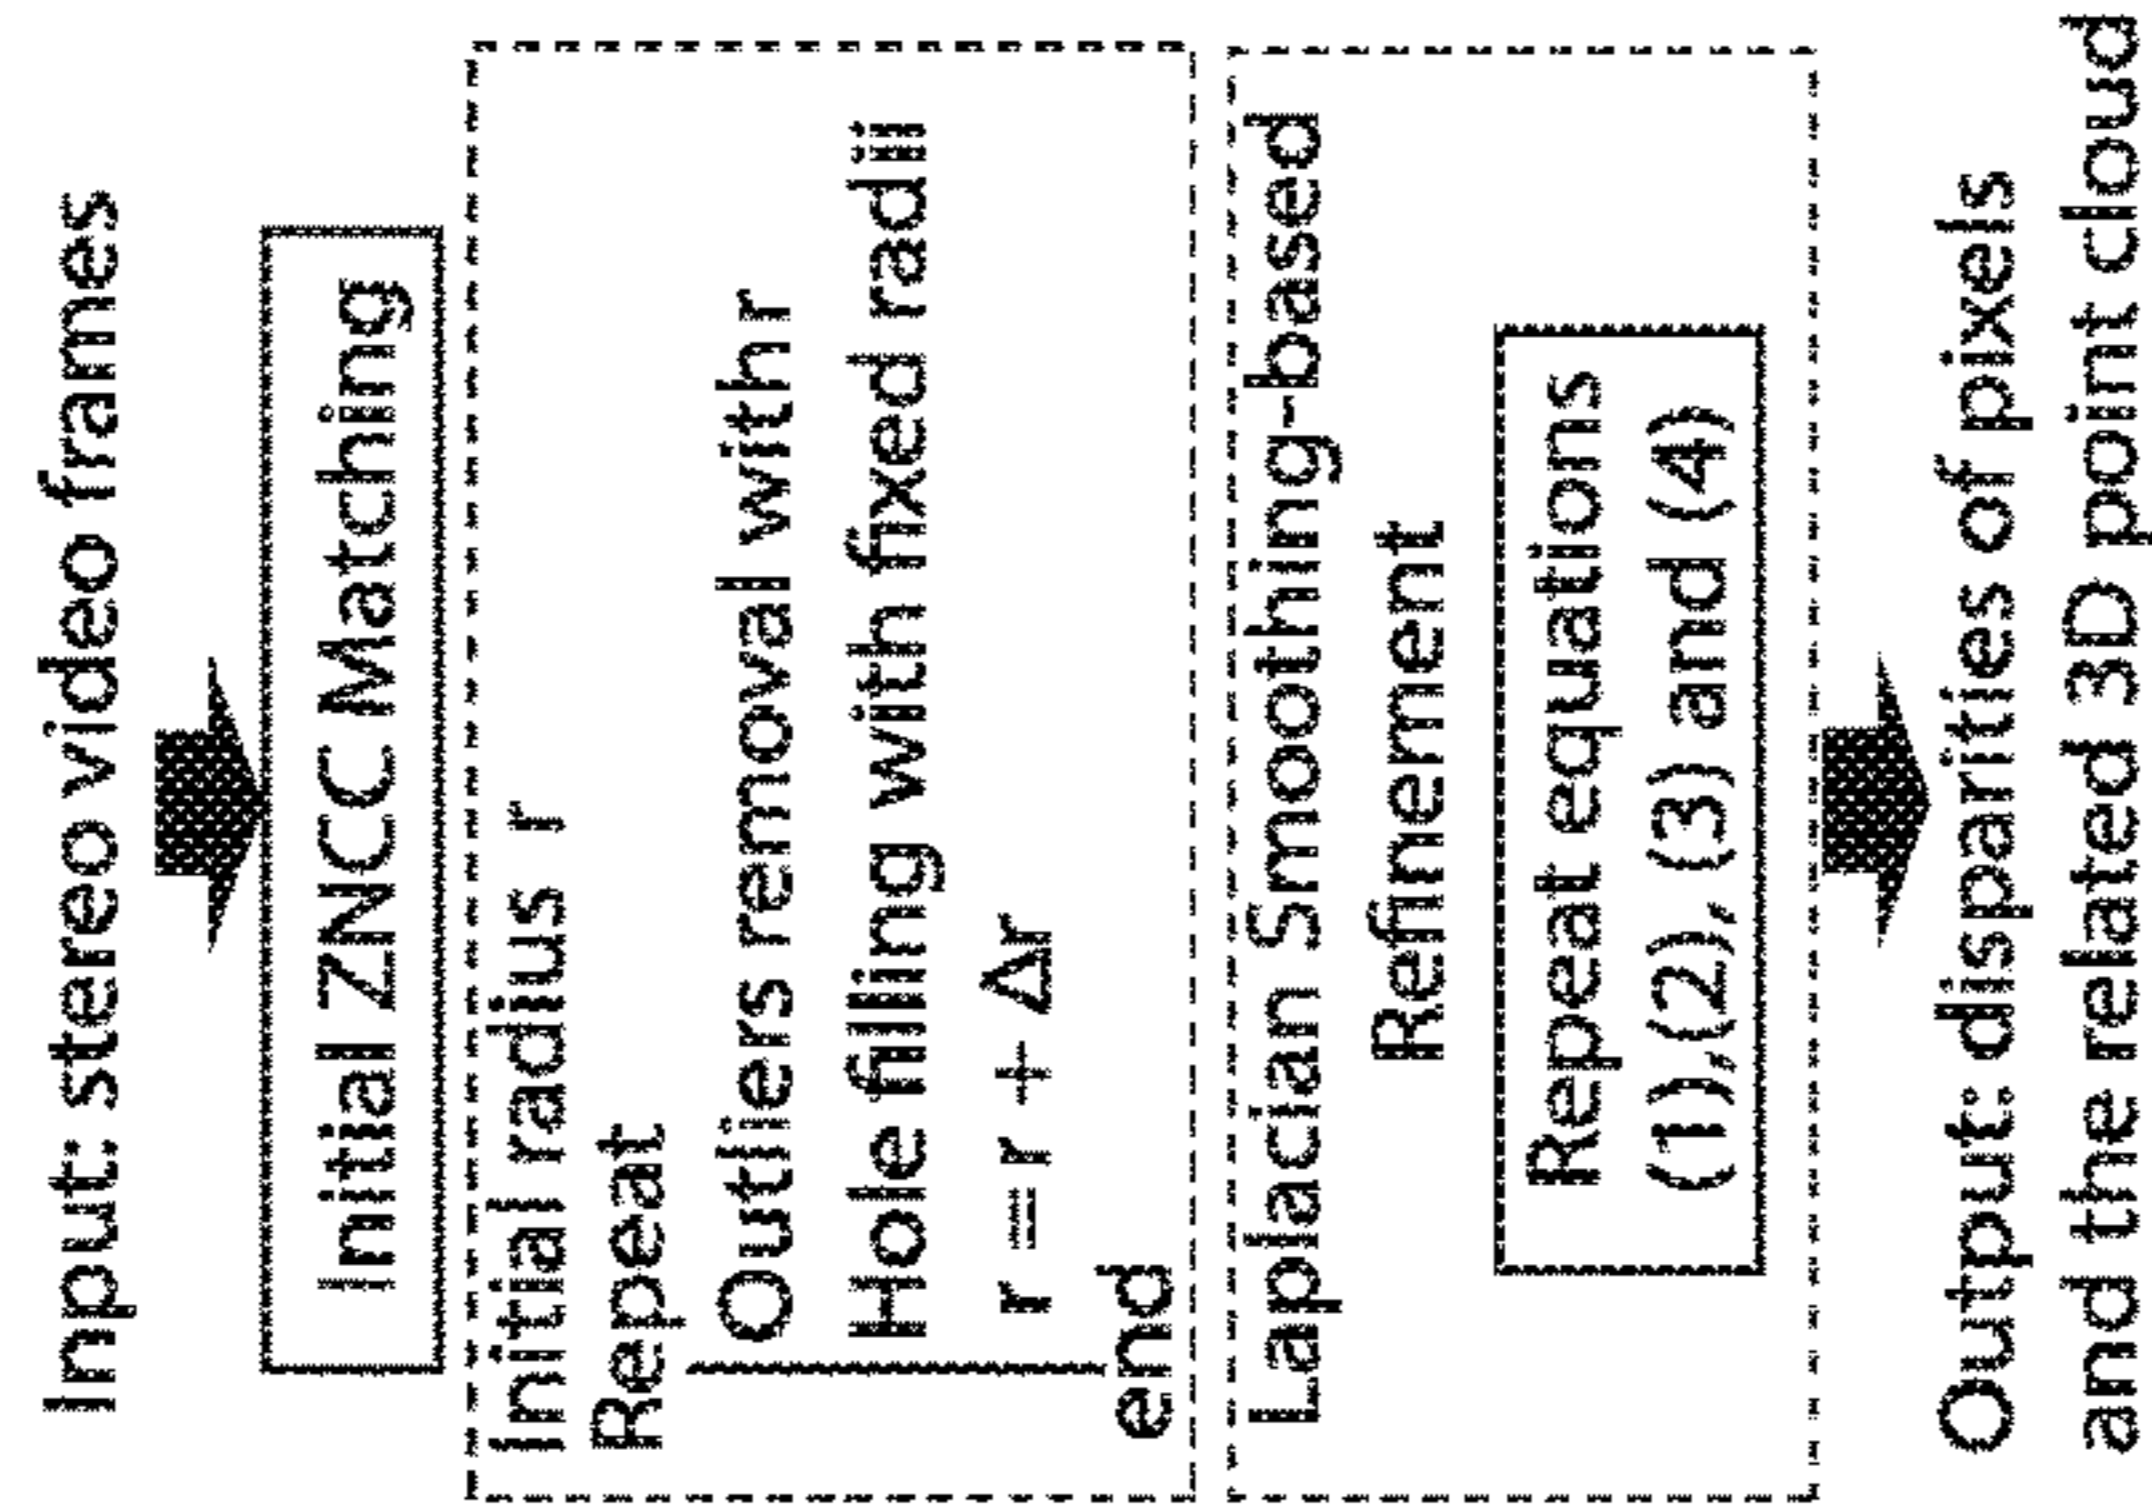 Input: stereo video frames
Initial ZNCC Matching
Initial radius r
Repeat
Outliers removal with r
Hole filling with fixed radii
r = r + Δr
end
Laplacian Smoothing-based
Refinement
Repeat equations
(1),(2), (3) and (4)
Output: disparities of pixels
and the related 3D point cloud